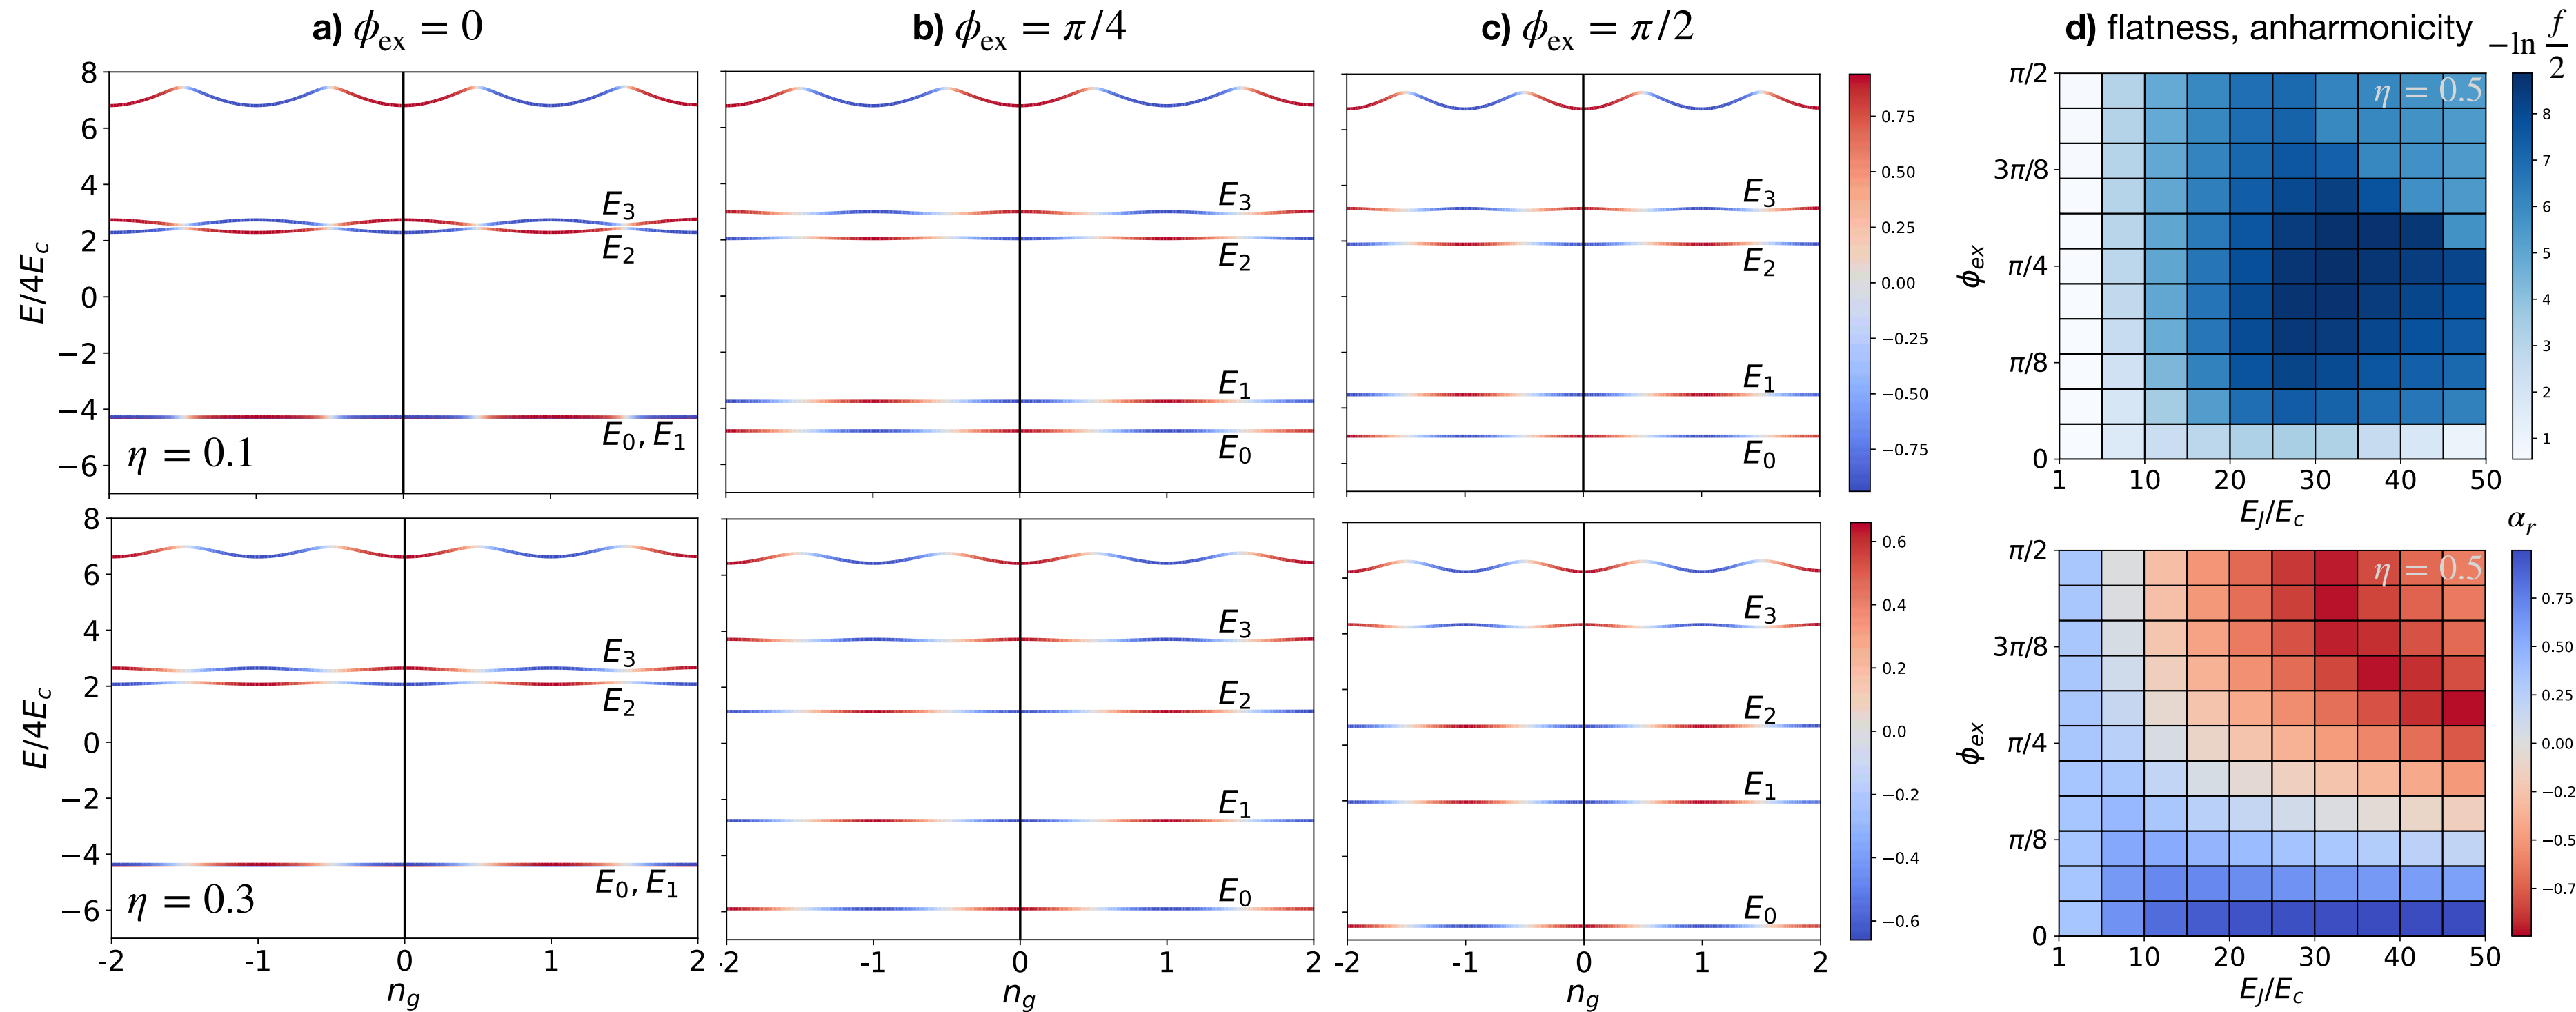 a) ϕex = 0
b) ϕex = π/4
c) ϕex = π/2
d) flatness, anharmonicity
−ln f/2
8
6
4
2
0
−2
−4
−6
E/4Ec
E3
E2
E0, E1
η = 0.1
E3
E2
E1
E0
E3
E2
E1
E0
0.75
0.50
0.25
0.00
−0.25
−0.50
−0.75
π/2
3π/8
π/4
π/8
0
ϕex
η = 0.5
1 10 20 30 40 50
EJ/Ec
8
7
6
5
4
3
2
1
8
6
4
2
0
−2
−4
−6
E/4Ec
E3
E2
E0, E1
η = 0.3
-2 -1 0 1 2
ng
E3
E2
E1
E0
-2 -1 0 1 2
ng
E3
E2
E1
E0
-2 -1 0 1 2
ng
0.6
0.4
0.2
0.0
−0.2
−0.4
−0.6
π/2
3π/8
π/4
π/8
0
ϕex
η = 0.5
1 10 20 30 40 50
EJ/Ec
αr
0.75
0.50
0.25
0.00
−0.2
−0.5
−0.7